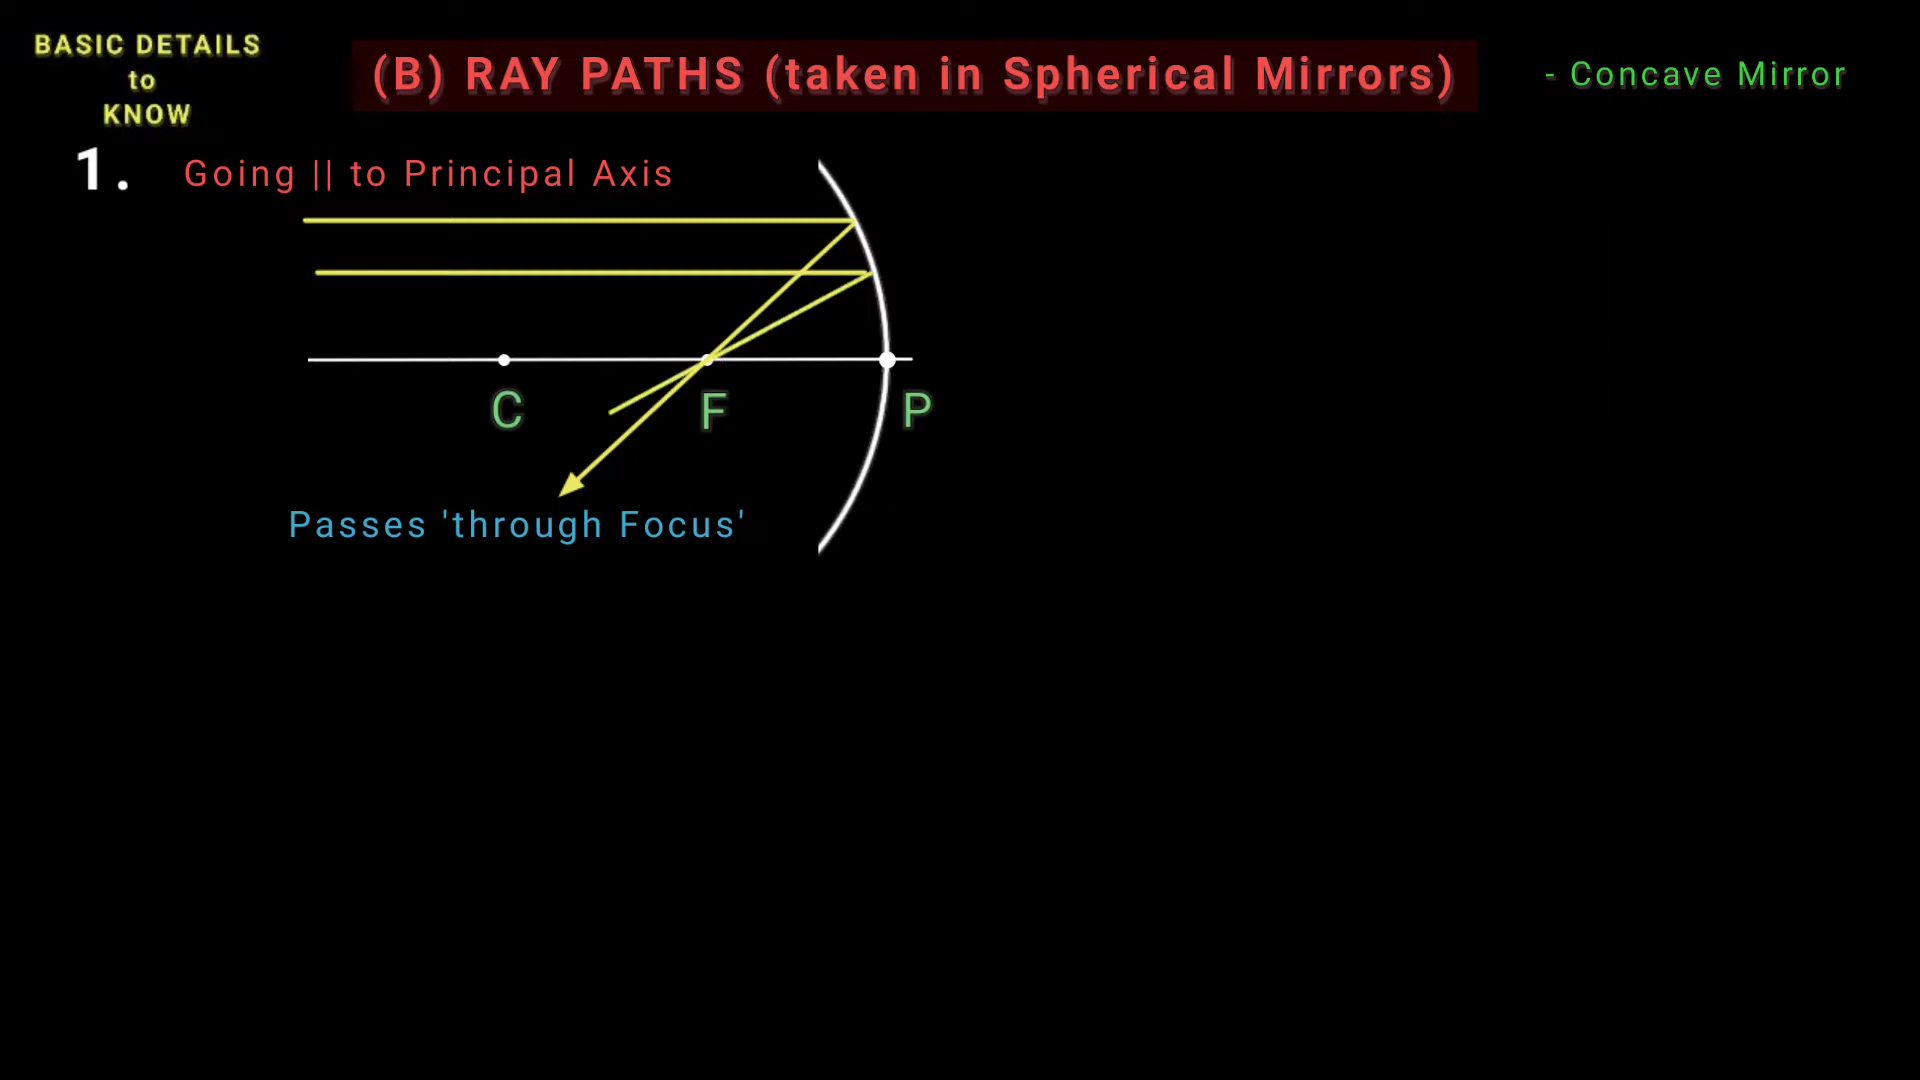 BASIC DETAILS
to
KNOW
(B) RAY PATHS (taken in Spherical Mirrors)
- Concave Mirror
1. Going || to Principal Axis
C F P
Passes 'through Focus'